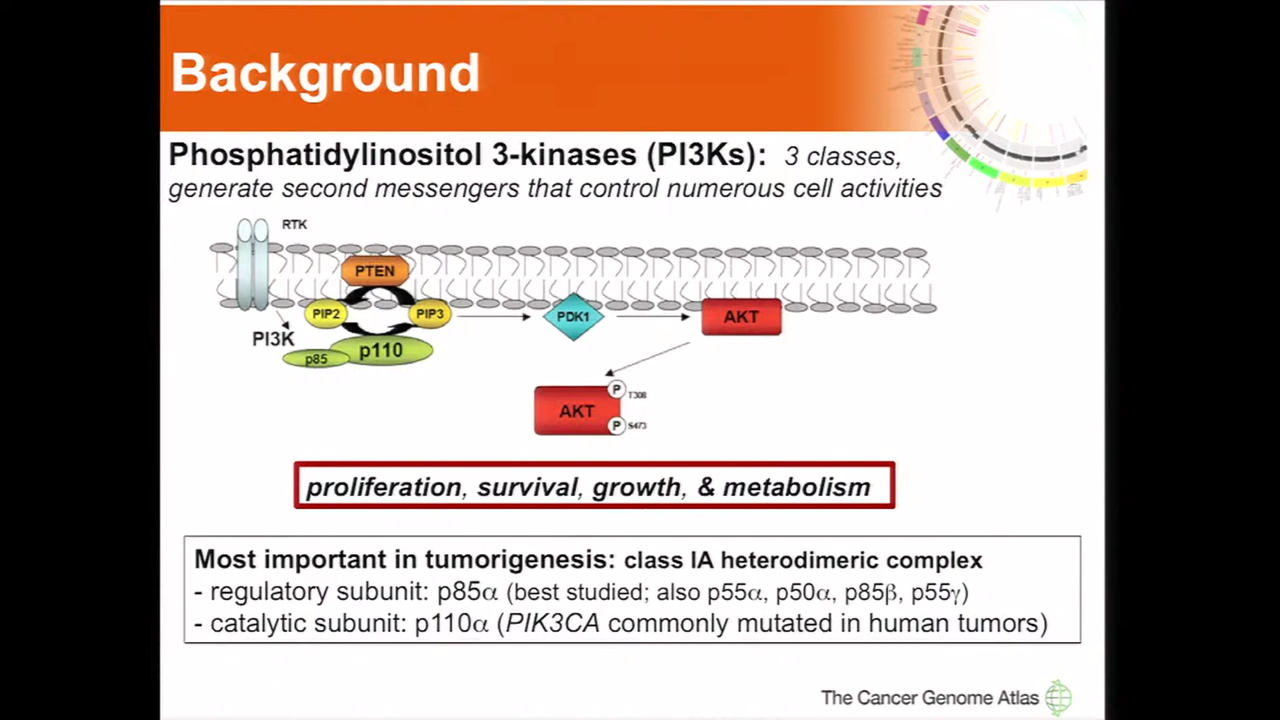 Background
Phosphatidylinositol 3-kinases (PI3Ks): 3 classes,
generate second messengers that control numerous cell activities
RTK
PTEN
PIP2
PIP3
PDK1
AKT
PI3K
p85
p110
AKT
P
T308
P
S473
proliferation, survival, growth, & metabolism
Most important in tumorigenesis: class IA heterodimeric complex
- regulatory subunit: p85α (best studied; also p55α, p50α, p85β, p55γ)
- catalytic subunit: p110α (PIK3CA commonly mutated in human tumors)
The Cancer Genome Atlas